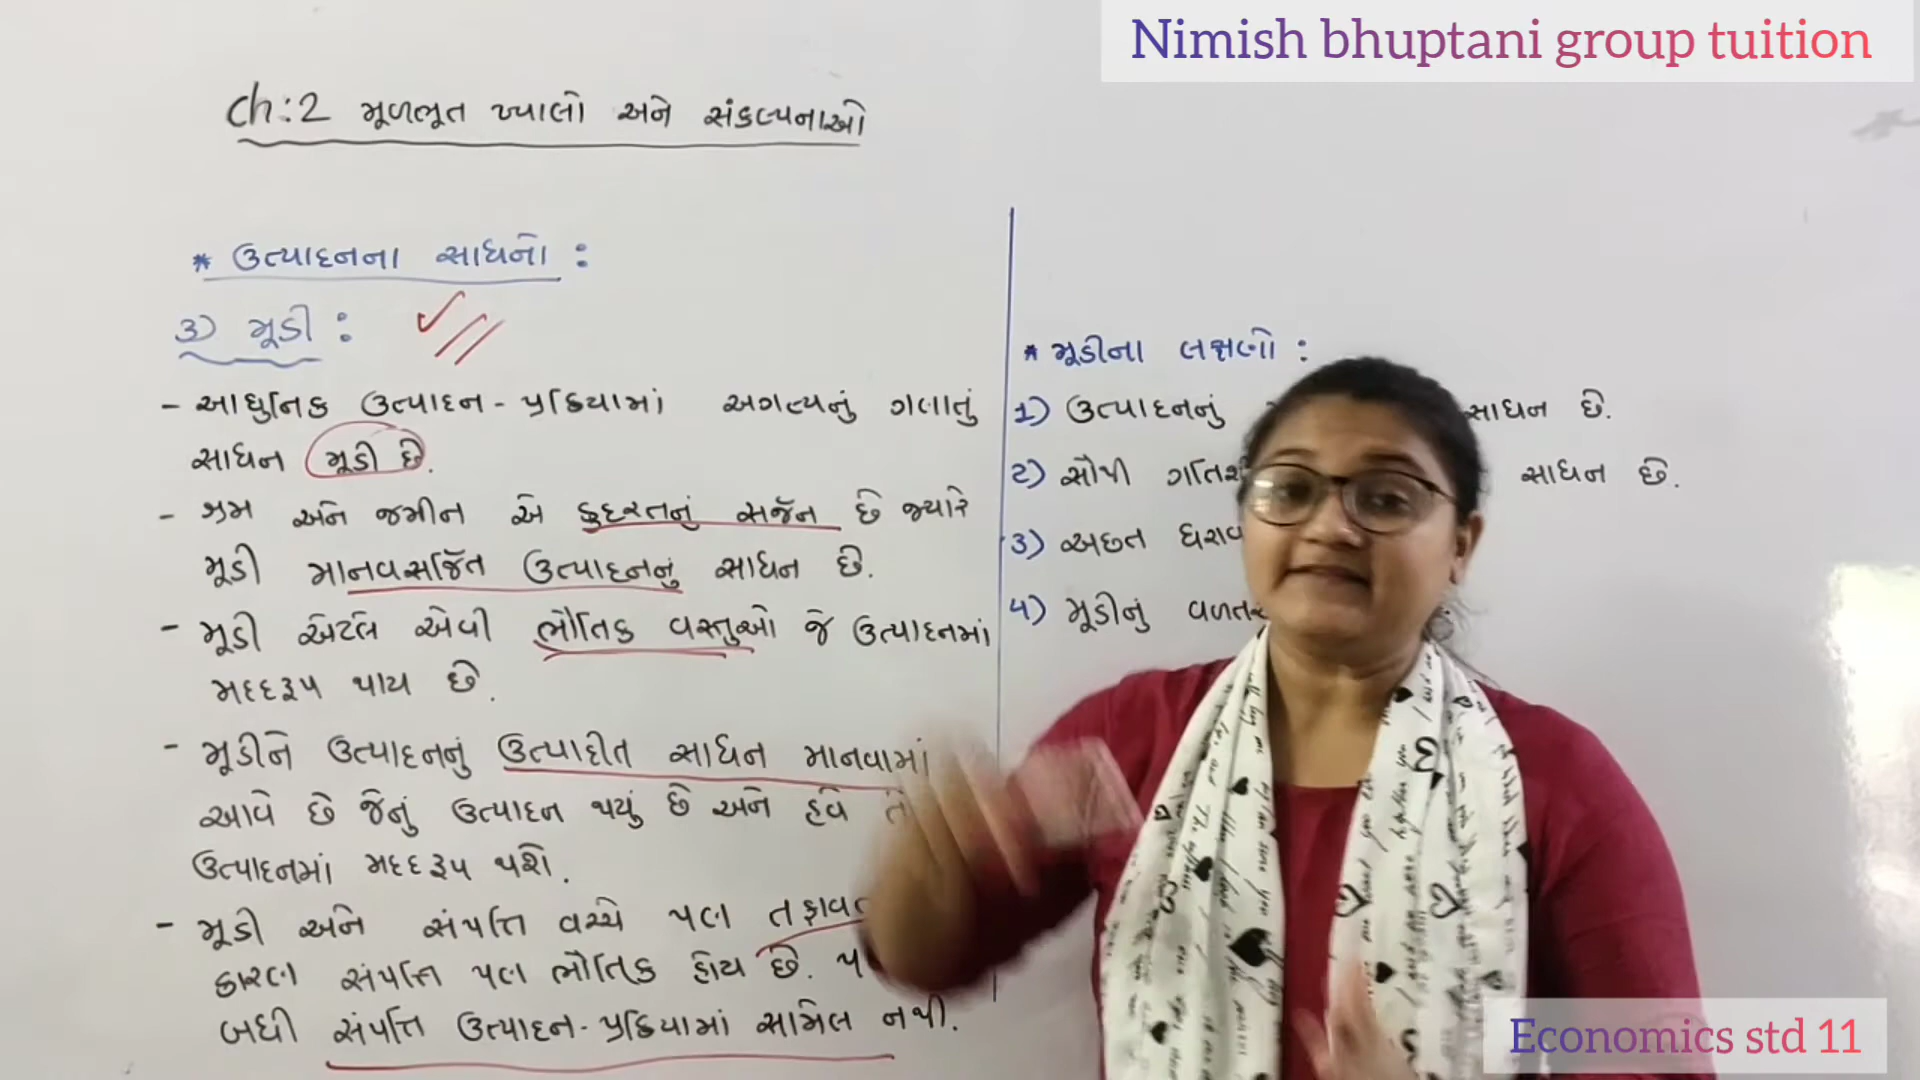 Nimish bhuptani group tuition
ch:2 મૂળભૂત ખ્યાલો અને સંકલ્પનાઓ
* ઉત્પાદનના સાધનો :
૩) મૂડી :
- આધુનિક ઉત્પાદન - પ્રક્રિયામાં અગત્યનું ગણાતું
સાધન મૂડી છે.
- શ્રમ અને જમીન એ કુદરતનું સર્જન છે જ્યારે
મૂડી માનવસર્જિત ઉત્પાદનનું સાધન છે.
- મૂડી એટલે એવી ભૌતિક વસ્તુઓ જે ઉત્પાદનમાં
મદદરૂપ થાય છે.
- મૂડીને ઉત્પાદનનું ઉત્પાદીત સાધન માનવામાં
આવે છે જેનું ઉત્પાદન થયું છે અને હવે તે
ઉત્પાદનમાં મદદરૂપ થશે.
- મૂડી અને સંપત્તિ વચ્ચે પણ
કારણ સંપત્તિ પણ ભૌતિક હોય છે.
બધી સંપત્તિ ઉત્પાદન - પ્રક્રિયામાં સામિલ નથી.
* મૂડીના લક્ષણો :
1) ઉત્પાદનનું સાધન છે.
2) સૌથી સાધન છે.
3) અછત
4) મૂડીનું
Economics std 11